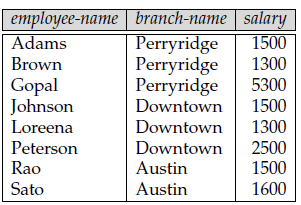 employee-name branch-name salary
Adams Perryridge 1500
Brown Perryridge 1300
Gopal Perryridge 5300
Johnson Downtown 1500
Loreena Downtown 1300
Peterson Downtown 2500
Rao Austin 1500
Sato Austin 1600